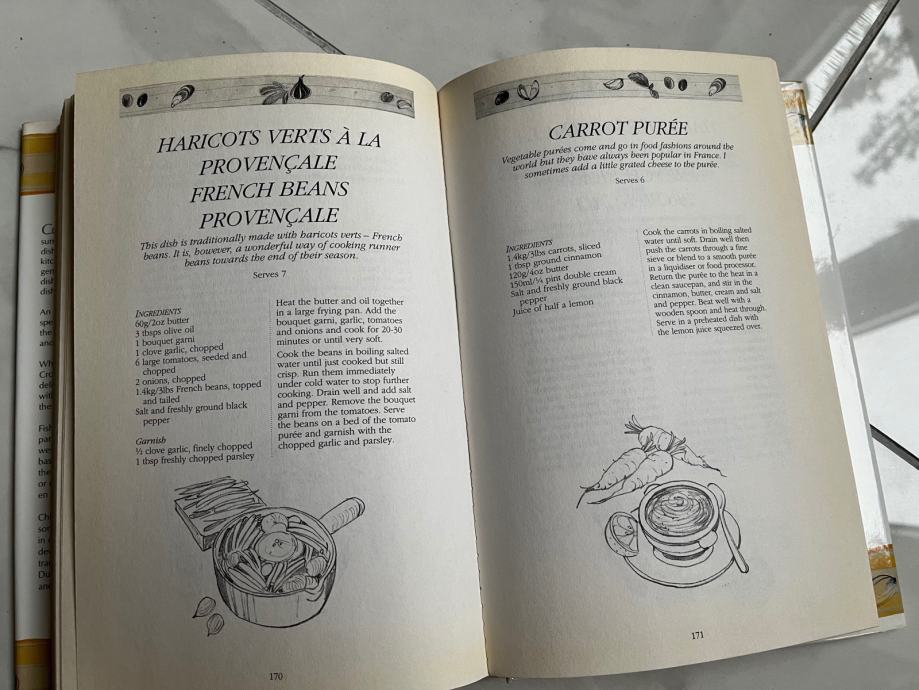 HARICOTS VERTS À LA
PROVENÇALE
FRENCH BEANS
PROVENÇALE
This dish is traditionally made with haricots verts – French
beans. It is, however, a wonderful way of cooking runner
beans towards the end of their season.
Serves 7
INGREDIENTS
60g/2oz butter
3 tbsps olive oil
1 bouquet garni
1 clove garlic, chopped
6 large tomatoes, seeded and
chopped
2 onions, chopped
1.4kg/3lbs French beans, topped
and tailed
Salt and freshly ground black
pepper
Garnish
½ clove garlic, finely chopped
1 tbsp freshly chopped parsley
Heat the butter and oil together
in a large frying pan. Add the
bouquet garni, garlic, tomatoes
and onions and cook for 20-30
minutes or until very soft.
Cook the beans in boiling salted
water until just cooked but still
crisp. Run them immediately
under cold water to stop further
cooking. Drain well and add salt
and pepper. Remove the bouquet
garni from the tomatoes. Serve
the beans on a bed of the tomato
purée and garnish with the
chopped garlic and parsley.
170
CARROT PURÉE
Vegetable purées come and go in food fashions around the
world but they have always been popular in France. I
sometimes add a little grated cheese to the purée.
Serves 6
INGREDIENTS
1.4kg/3lbs carrots, sliced
1 tbsp ground cinnamon
120g/4oz butter
150ml/¼ pint double cream
Salt and freshly ground black
pepper
Juice of half a lemon
Cook the carrots in boiling salted
water until soft. Drain well then
push the carrots through a fine
sieve or blend to a smooth purée
in a liquidiser or food processor.
Return the purée to the heat in a
clean saucepan, and stir in the
cinnamon, butter, cream and salt
and pepper. Beat well with a
wooden spoon and heat through.
Serve in a preheated dish with
the lemon juice squeezed over.
171